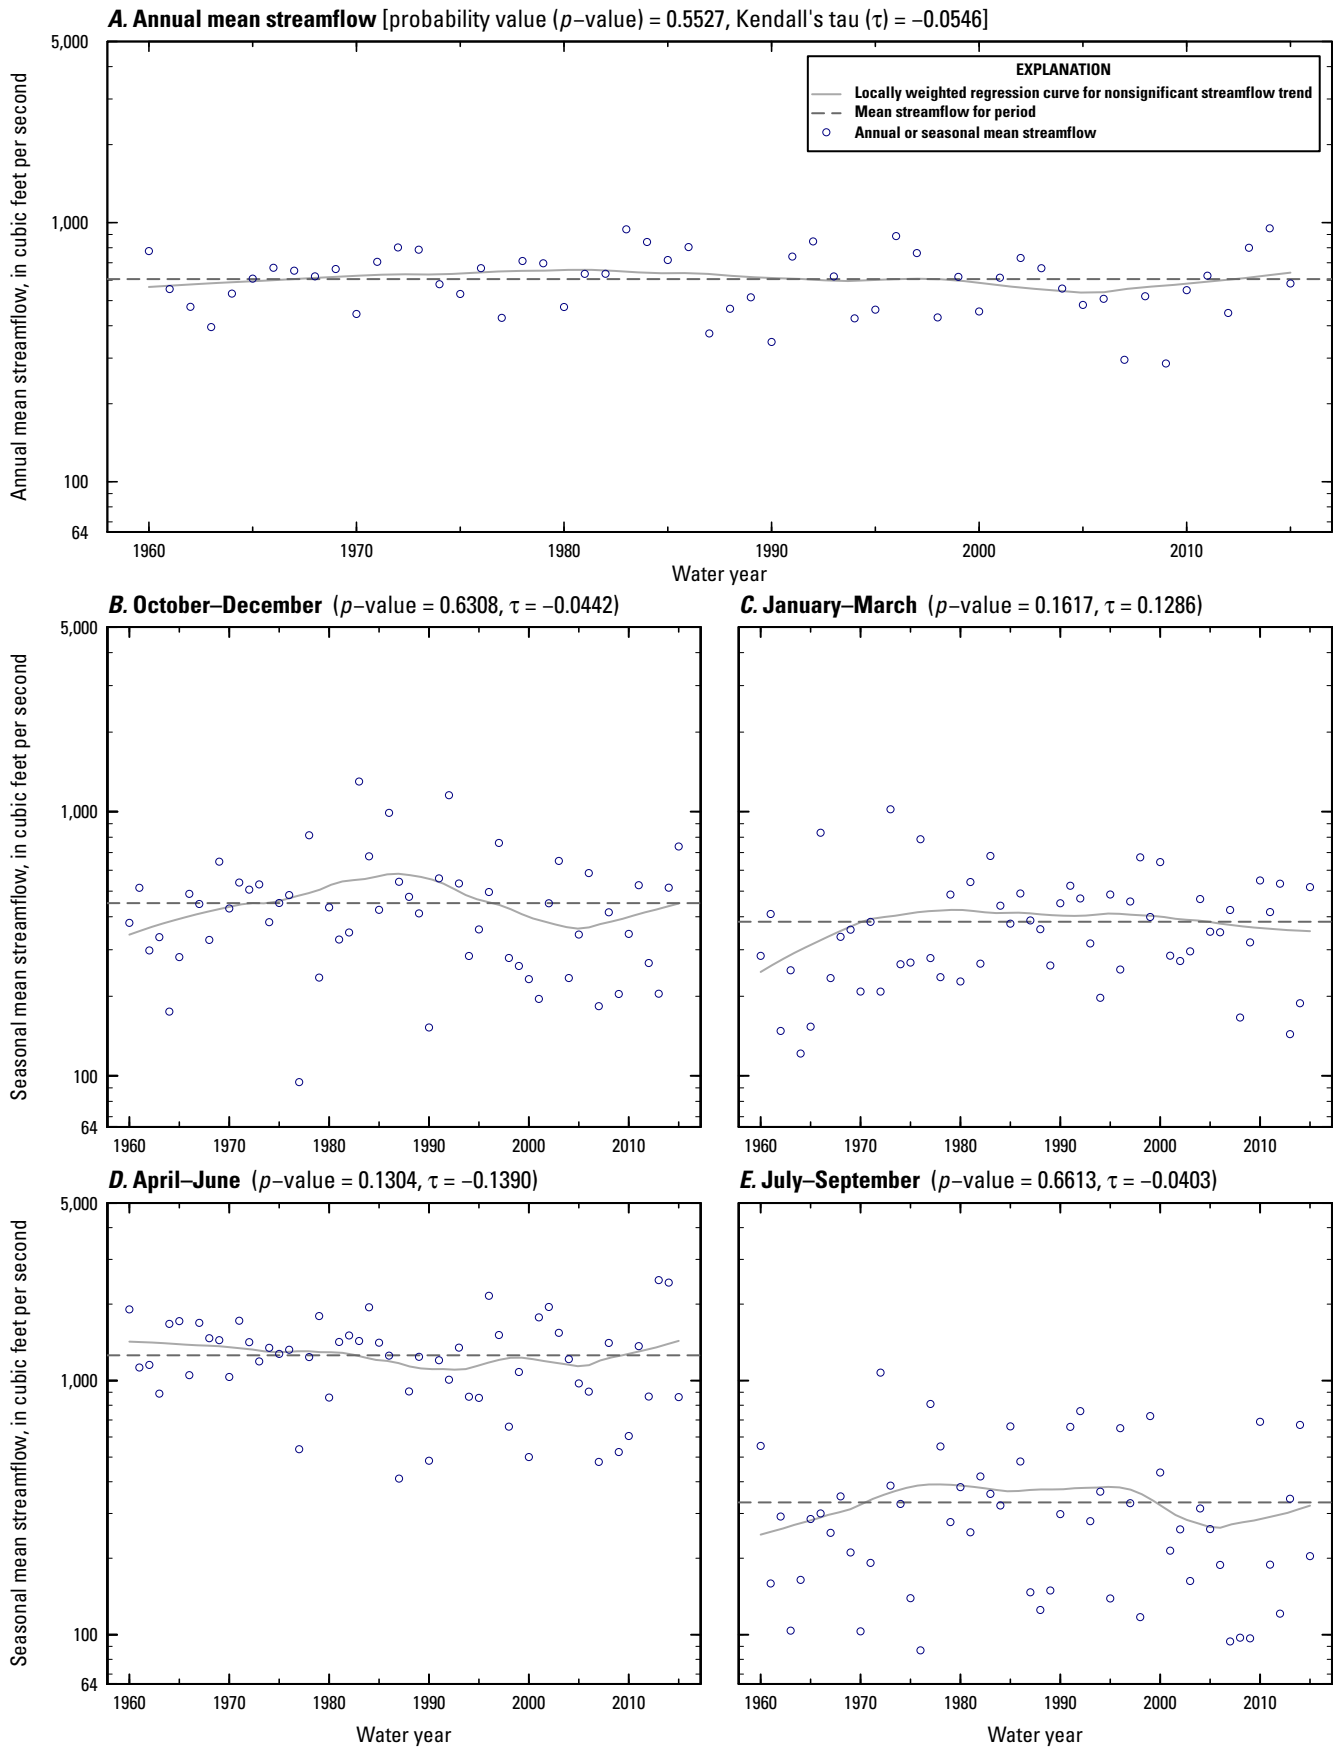 A. Annual mean streamflow [probability value (p−value) = 0.5527, Kendall's tau (τ) = −0.0546]
5,000
1,000
100
64
Annual mean streamflow, in cubic feet per second
EXPLANATION
Locally weighted regression curve for nonsignificant streamflow trend
Mean streamflow for period
Annual or seasonal mean streamflow
1960 1970 1980 1990 2000 2010
Water year
B. October–December (p−value = 0.6308, τ = −0.0442)
5,000
1,000
100
64
Seasonal mean streamflow, in cubic feet per second
1960 1970 1980 1990 2000 2010
C. January–March (p−value = 0.1617, τ = 0.1286)
1960 1970 1980 1990 2000 2010
D. April–June (p−value = 0.1304, τ = −0.1390)
5,000
1,000
100
64
Seasonal mean streamflow, in cubic feet per second
1960 1970 1980 1990 2000 2010
Water year
E. July–September (p−value = 0.6613, τ = −0.0403)
1960 1970 1980 1990 2000 2010
Water year